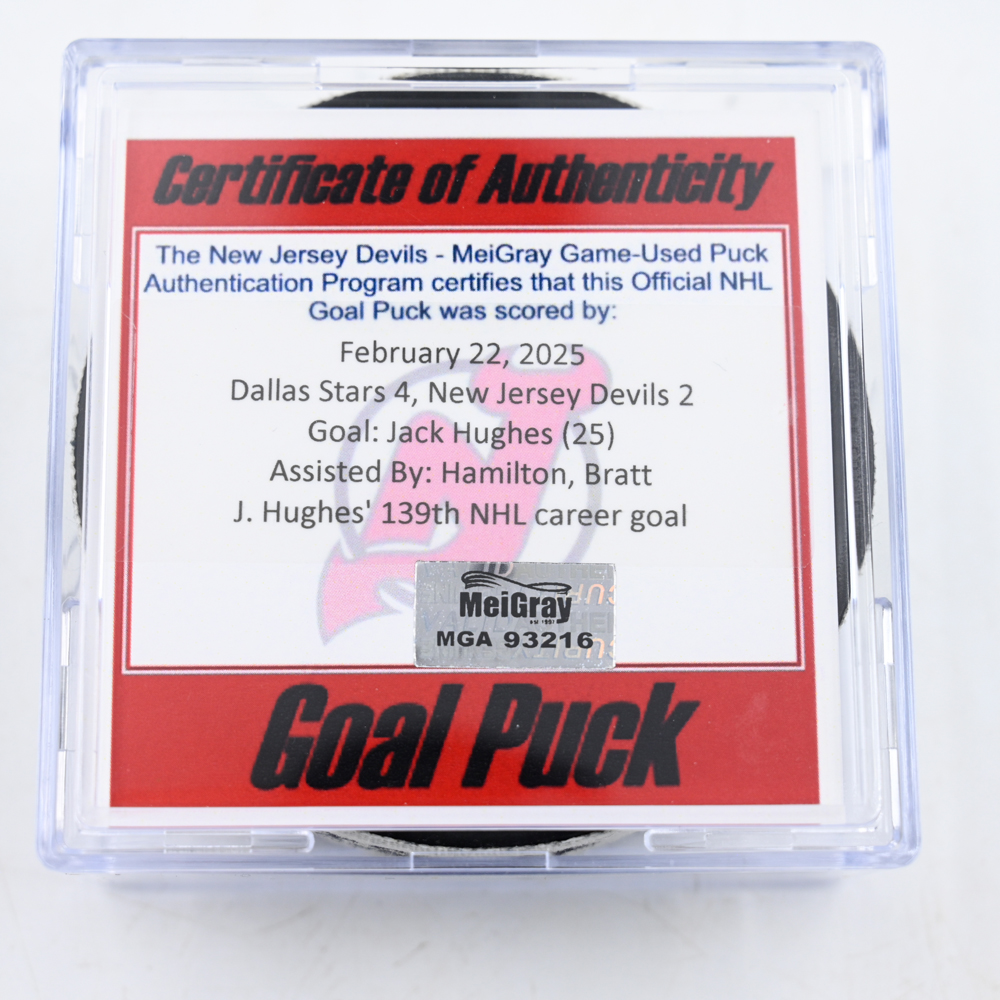 Certificate of Authenticity
The New Jersey Devils - MeiGray Game-Used Puck
Authentication Program certifies that this Official NHL
Goal Puck was scored by:
February 22, 2025
Dallas Stars 4, New Jersey Devils 2
Goal: Jack Hughes (25)
Assisted By: Hamilton, Bratt
J. Hughes' 139th NHL career goal
MeiGray
est 1997
MGA 93216
Goal Puck